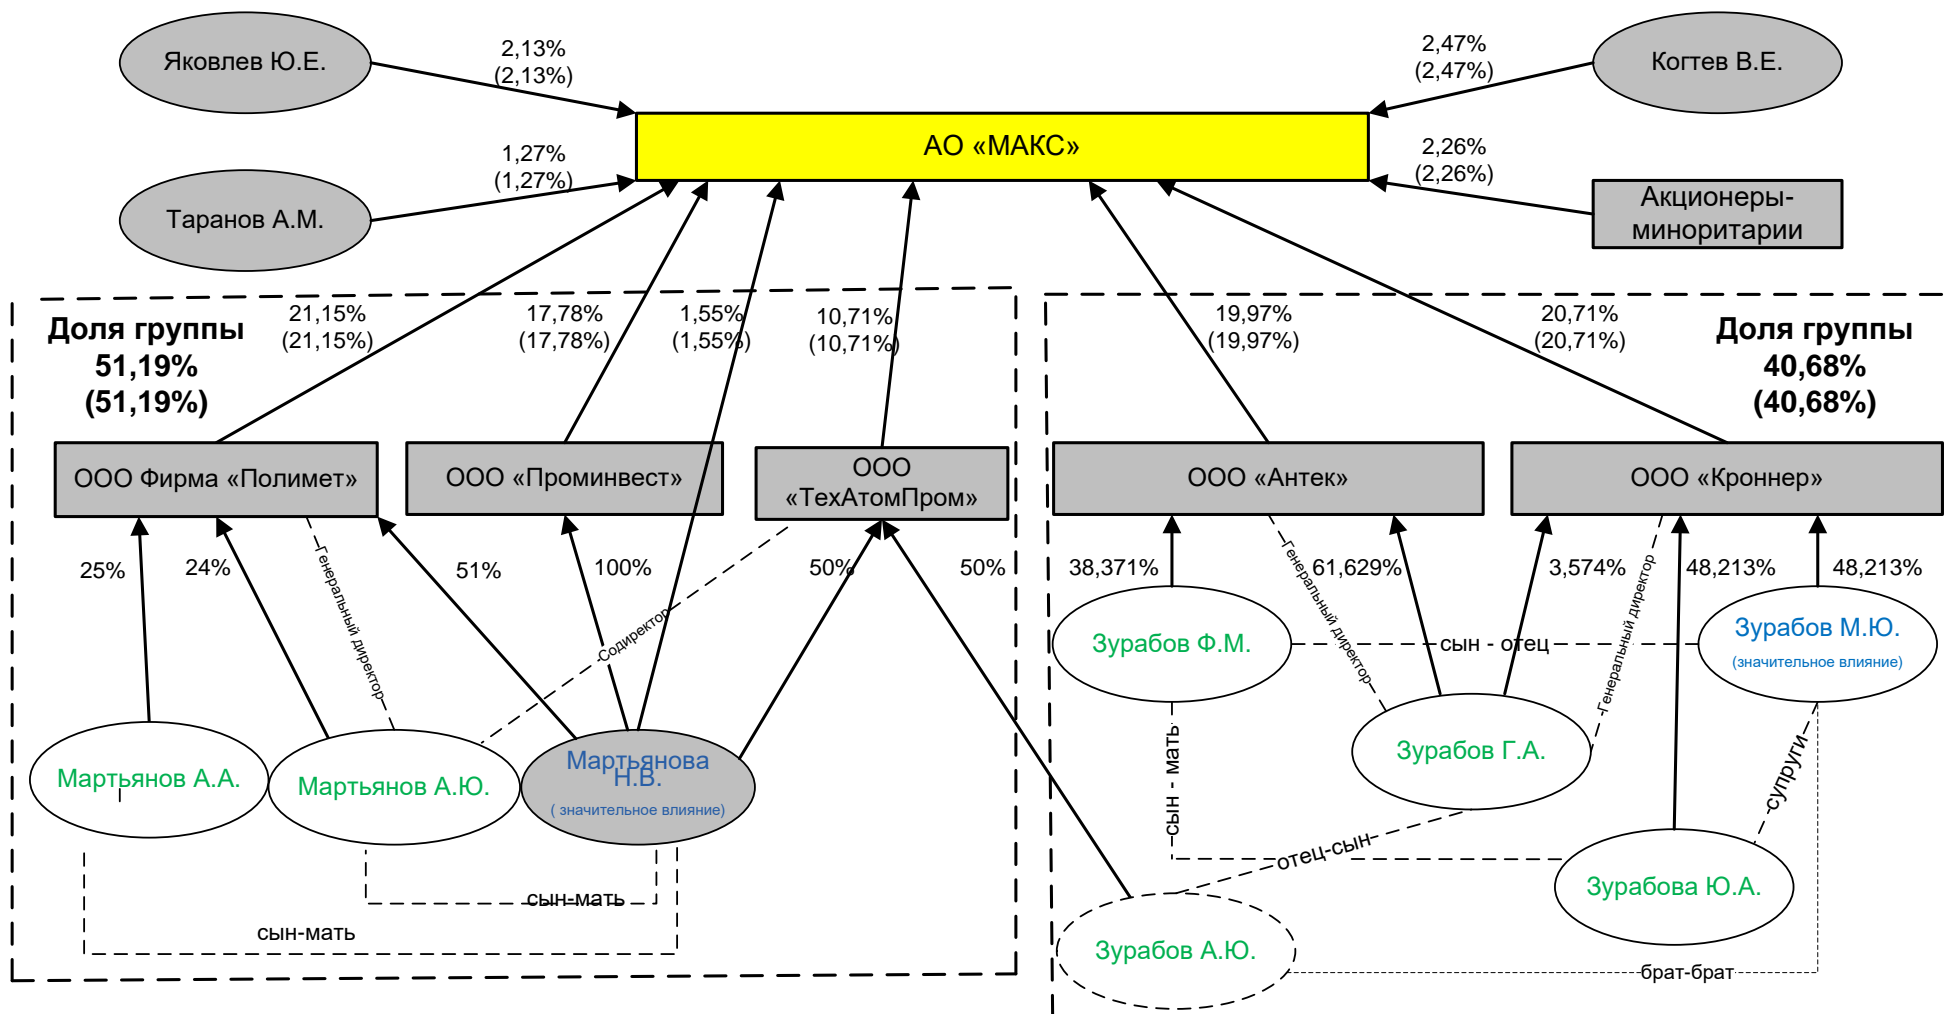 Яковлев Ю.Е.
2,13%
(2,13%)
2,47%
(2,47%)
Когтев В.Е.
АО «МАКС»
Таранов А.М.
1,27%
(1,27%)
2,26%
(2,26%)
Акционеры-
миноритарии
Доля группы
51,19%
(51,19%)
21,15%
(21,15%)
17,78%
(17,78%)
1,55%
(1,55%)
10,71%
(10,71%)
19,97%
(19,97%)
20,71%
(20,71%)
Доля группы
40,68%
(40,68%)
ООО Фирма «Полимет»
ООО «Проминвест»
ООО
«ТехАтомПром»
ООО «Антек»
ООО «Кроннер»
25%
24%
Генеральный директор
51%
100%
Содиректор
50%
50%
38,371%
Генеральный директор
61,629%
3,574%
Генеральный директор
48,213%
48,213%
Зурабов Ф.М.
сын - отец
Зурабов М.Ю.
(значительное влияние)
Мартьянов А.А.
Мартьянов А.Ю.
Мартьянова
Н.В.
( значительное влияние)
сын - мать
Зурабов Г.А.
супруги
отец-сын
Зурабова Ю.А.
сын-мать
сын-мать
Зурабов А.Ю.
брат-брат